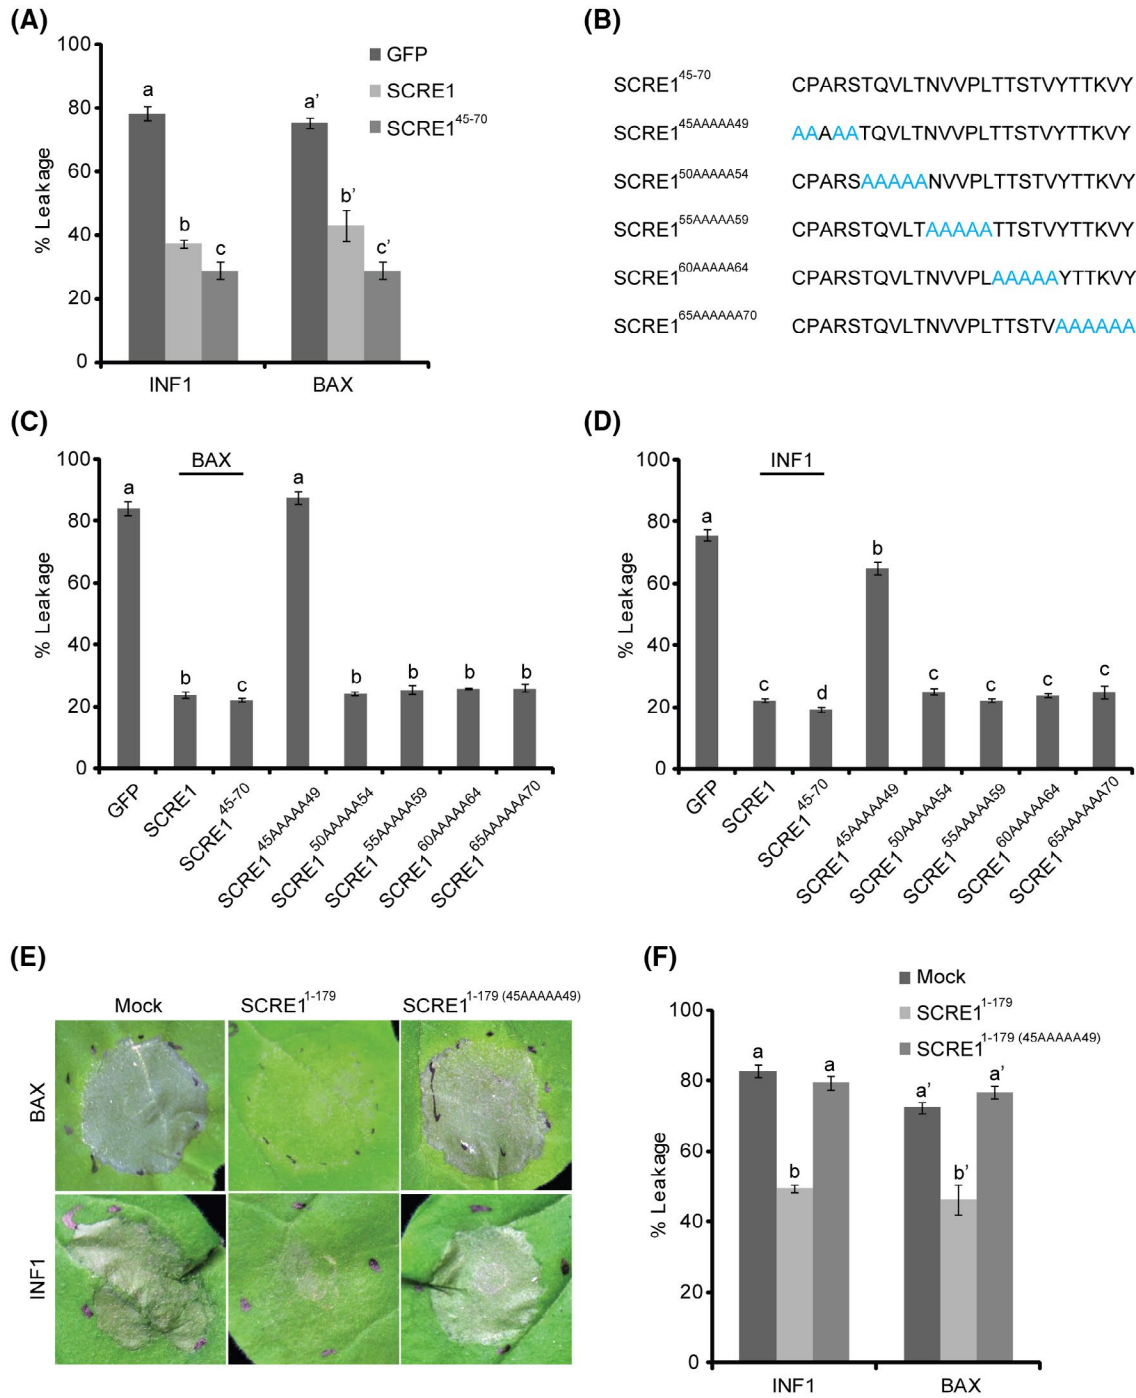 (A)
100
80
60
40
20
0
% Leakage
GFP
SCRE1
SCRE1^45-70
a
b
c
a'
b'
c'
INF1
BAX
(B)
SCRE1^45-70 CPARSTQVLTNVVPLTTSTVYTTKVY
SCRE1^45AAAAA49 AAAAATQVLTNVVPLTTSTVYTTKVY
SCRE1^50AAAAA54 CPARSAAAAANVVPLTTSTVYTTKVY
SCRE1^55AAAAA59 CPARSTQVLTAAAAATTSTVYTTKVY
SCRE1^60AAAAA64 CPARSTQVLTNVVPLAAAAAYTTKVY
SCRE1^65AAAAAA70 CPARSTQVLTNVVPLTTSTVAAAAAA
(C)
100
80
60
40
20
0
% Leakage
BAX
a
b
c
a
b
b
b
b
GFP
SCRE1
SCRE1^45-70
SCRE1^45AAAAA49
SCRE1^50AAAAA54
SCRE1^55AAAAA59
SCRE1^60AAAAA64
SCRE1^65AAAAAA70
(D)
100
80
60
40
20
0
% Leakage
INF1
a
c
d
b
c
c
c
c
GFP
SCRE1
SCRE1^45-70
SCRE1^45AAAAA49
SCRE1^50AAAAA54
SCRE1^55AAAAA59
SCRE1^60AAAAA64
SCRE1^65AAAAAA70
(E)
Mock
SCRE1^1-179
SCRE1^1-179 (45AAAAA49)
BAX
INF1
(F)
Mock
SCRE1^1-179
SCRE1^1-179 (45AAAAA49)
100
80
60
40
20
0
% Leakage
a
b
a
a'
b'
a'
INF1
BAX